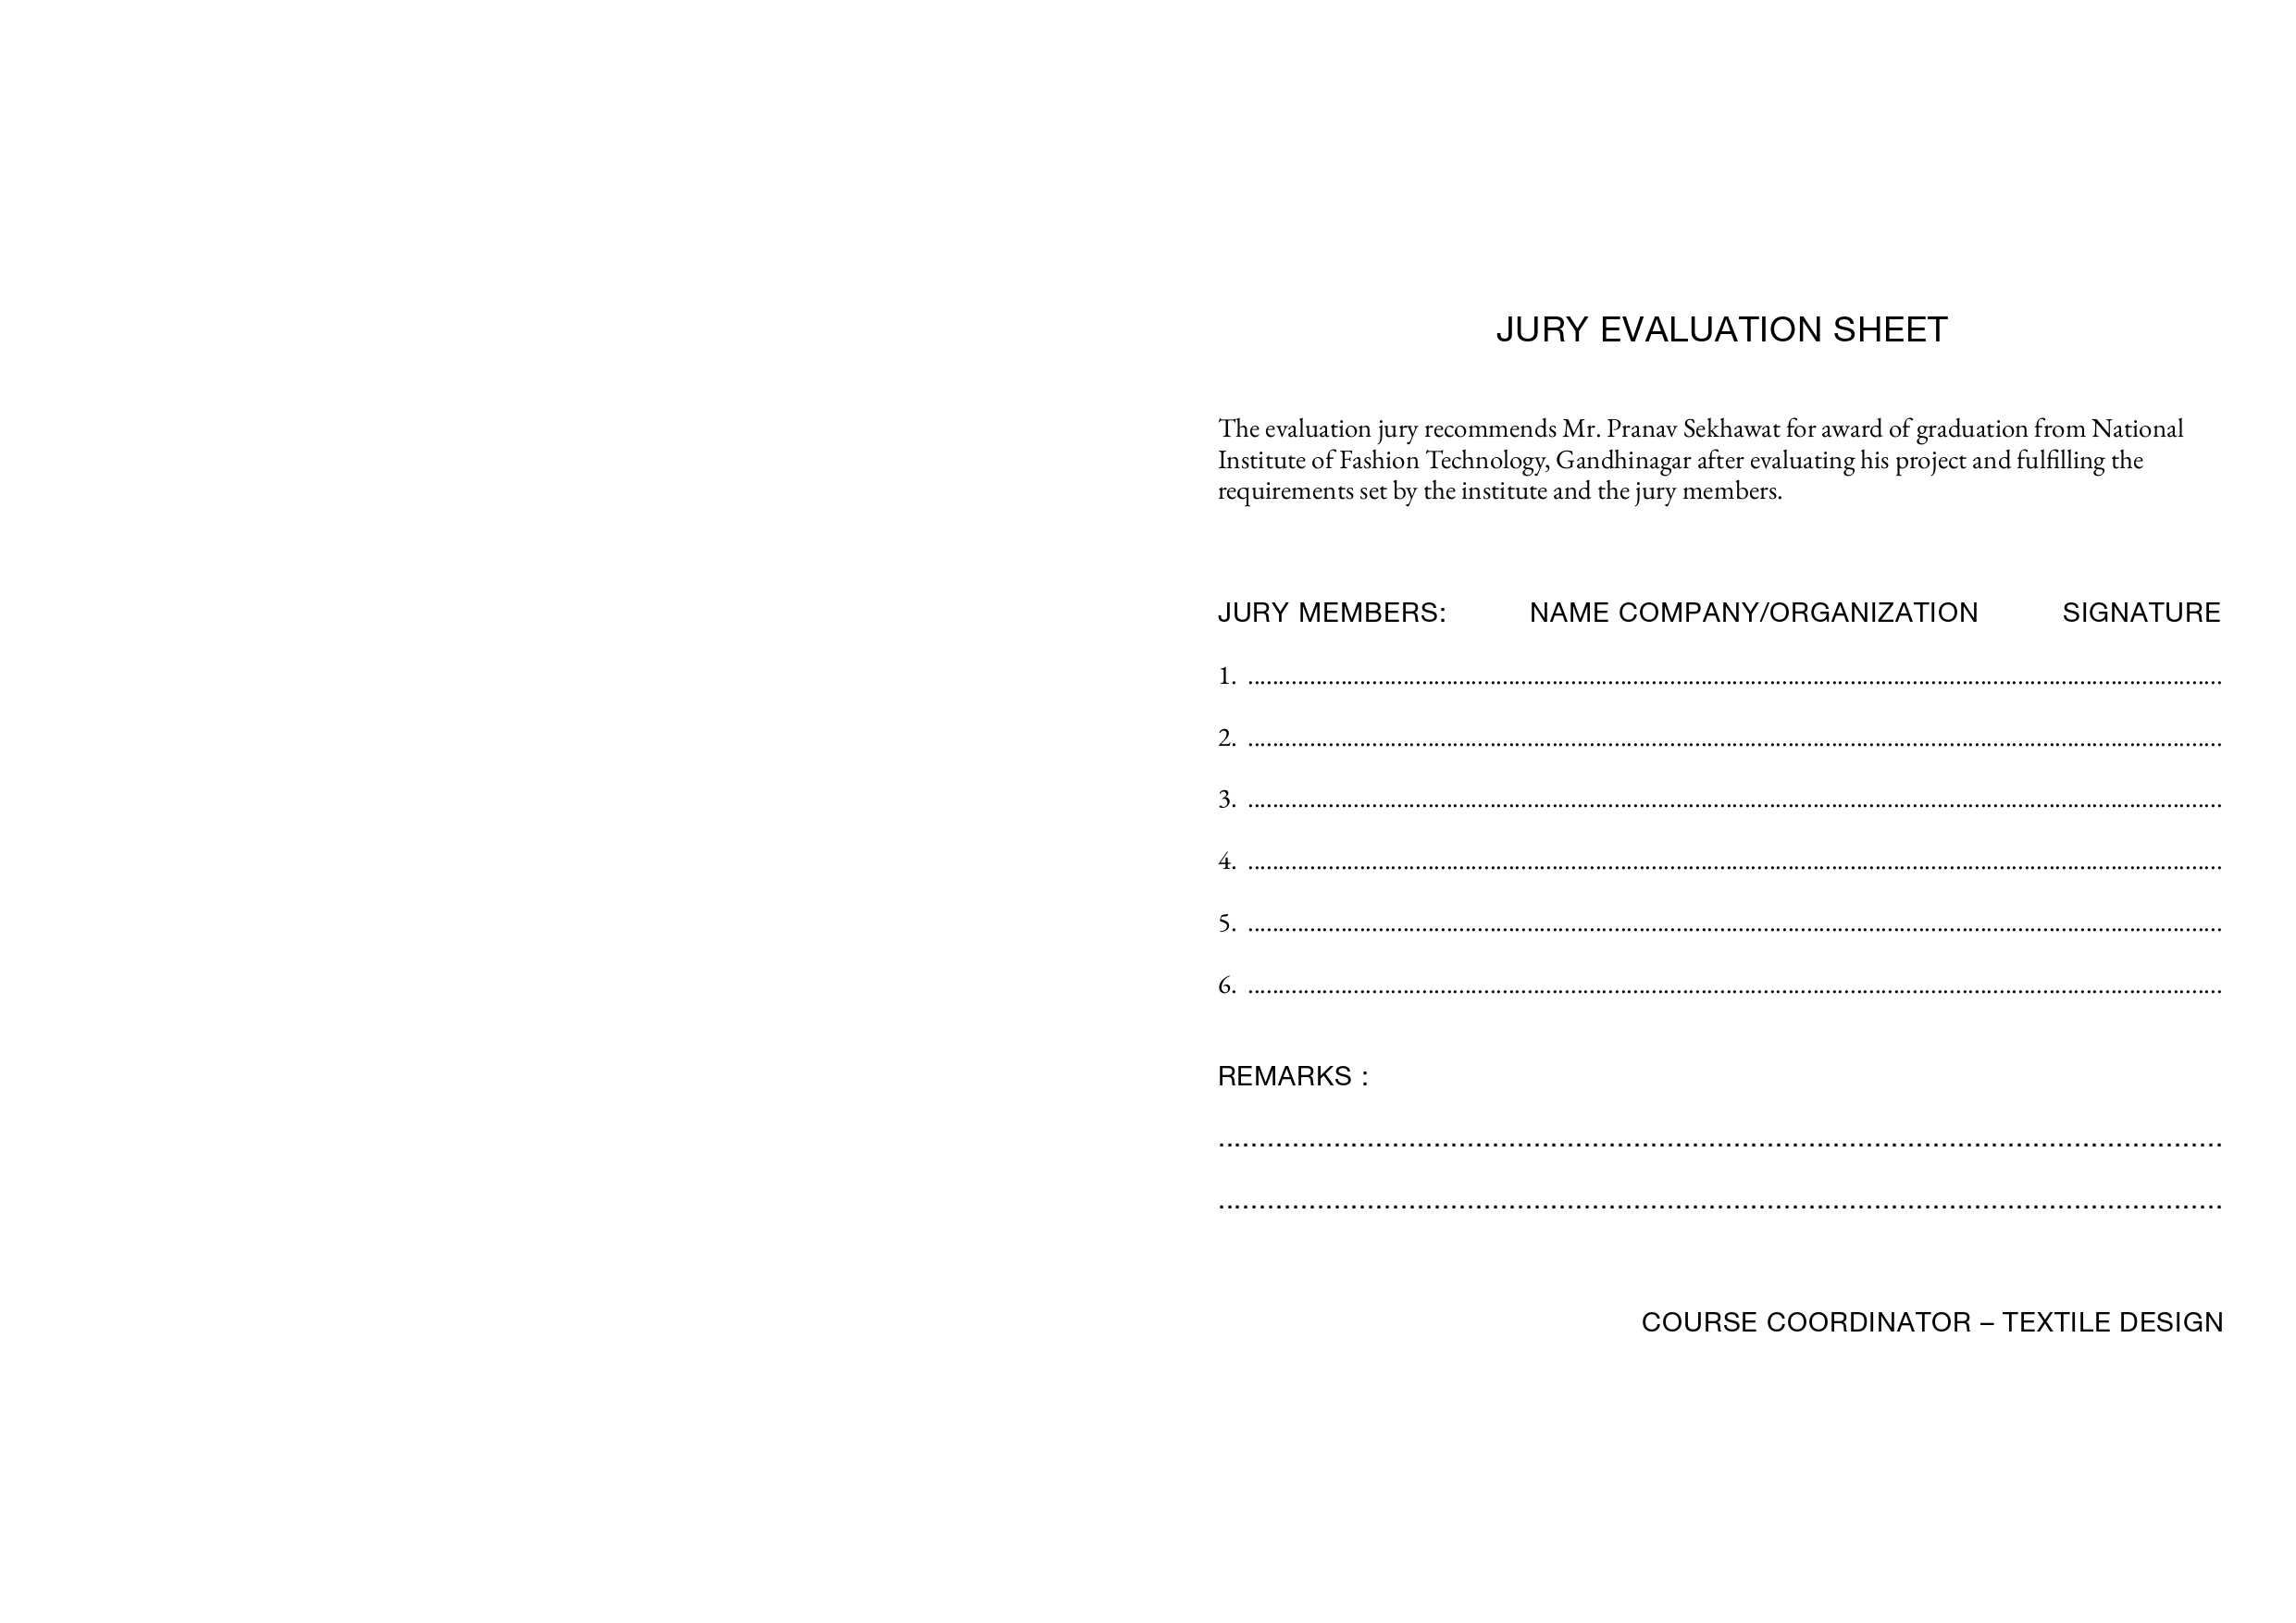 JURY EVALUATION SHEET
The evaluation jury recommends Mr. Pranav Sekhawat for award of graduation from National
Institute of Fashion Technology, Gandhinagar after evaluating his project and fulfilling the
requirements set by the institute and the jury members.
JURY MEMBERS: NAME COMPANY/ORGANIZATION SIGNATURE
1. ........................................................................................................................
2. ........................................................................................................................
3. ........................................................................................................................
4. ........................................................................................................................
5. ........................................................................................................................
6. ........................................................................................................................
REMARKS :
........................................................................................................................
........................................................................................................................
COURSE COORDINATOR – TEXTILE DESIGN